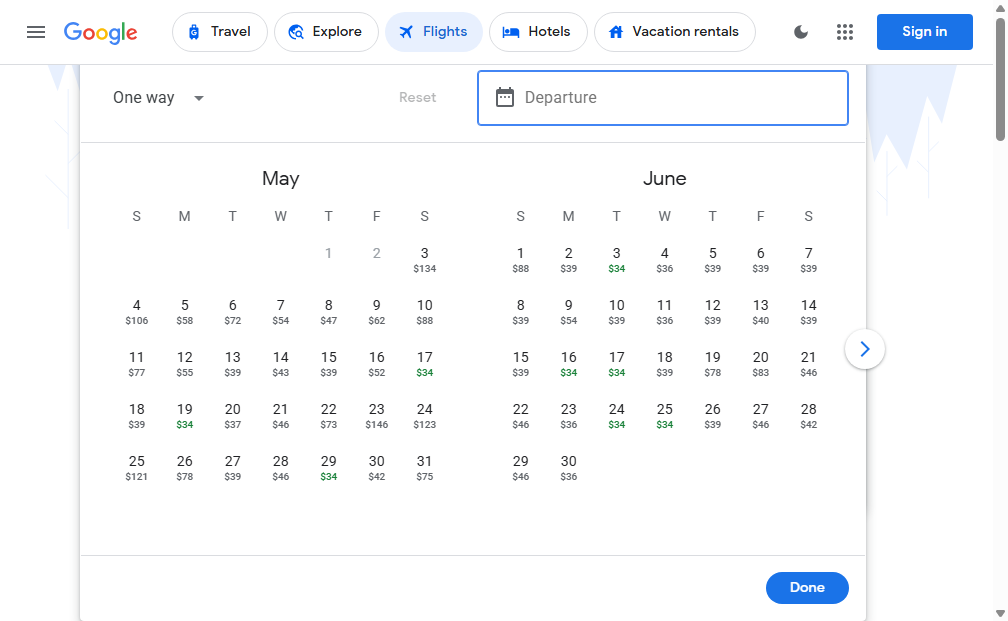 Google Travel Explore Flights Hotels Vacation rentals Sign in
One way Reset Departure
May
S M T W T F S
1 2 3
$134
4 5 6 7 8 9 10
$106 $58 $72 $54 $47 $62 $88
11 12 13 14 15 16 17
$77 $55 $39 $43 $39 $52 $34
18 19 20 21 22 23 24
$39 $34 $37 $46 $73 $146 $123
25 26 27 28 29 30 31
$121 $78 $39 $46 $34 $42 $75
June
S M T W T F S
1 2 3 4 5 6 7
$88 $39 $34 $36 $39 $39 $39
8 9 10 11 12 13 14
$39 $54 $39 $36 $39 $40 $39
15 16 17 18 19 20 21
$39 $34 $34 $39 $78 $83 $46
22 23 24 25 26 27 28
$46 $36 $34 $34 $39 $46 $42
29 30
$46 $36
Done